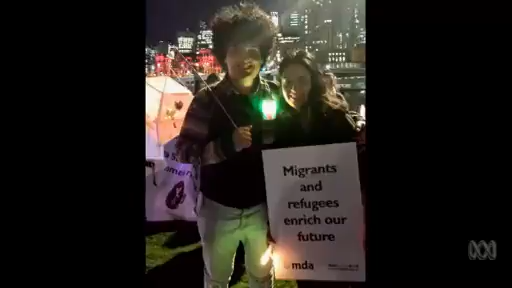 Migrants
and
refugees
enrich our
future
mda